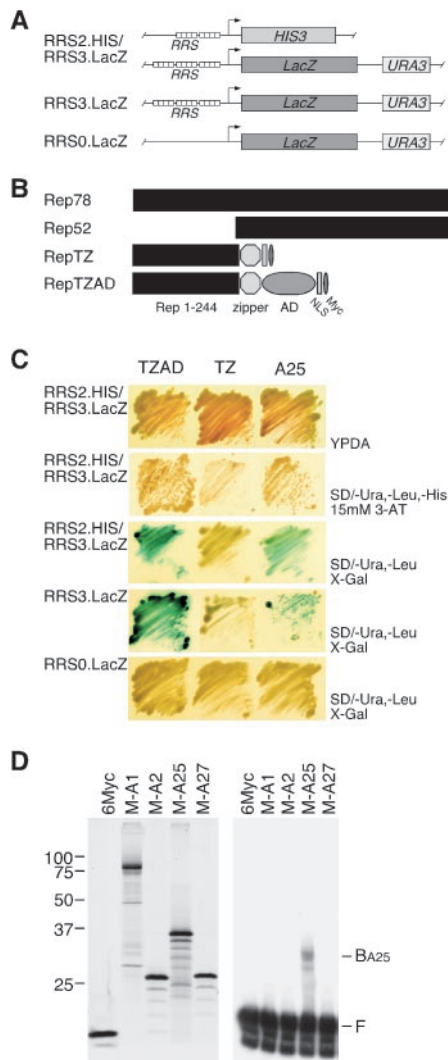 A
RRS2.HIS/
RRS3.LacZ
RRS
HIS3
RRS
LacZ
URA3
RRS3.LacZ
RRS
LacZ
URA3
RRS0.LacZ
LacZ
URA3
B
Rep78
Rep52
RepTZ
RepTZAD
Rep 1-244 zipper AD NLS Myc
C
TZAD TZ A25
RRS2.HIS/
RRS3.LacZ
YPDA
RRS2.HIS/
RRS3.LacZ
SD/-Ura,-Leu,-His
15mM 3-AT
RRS2.HIS/
RRS3.LacZ
SD/-Ura,-Leu
X-Gal
RRS3.LacZ
SD/-Ura,-Leu
X-Gal
RRS0.LacZ
SD/-Ura,-Leu
X-Gal
D
6Myc M-A1 M-A2 M-A25 M-A27 6Myc M-A1 M-A2 M-A25 M-A27
100
75
50
37
25
BA25
F